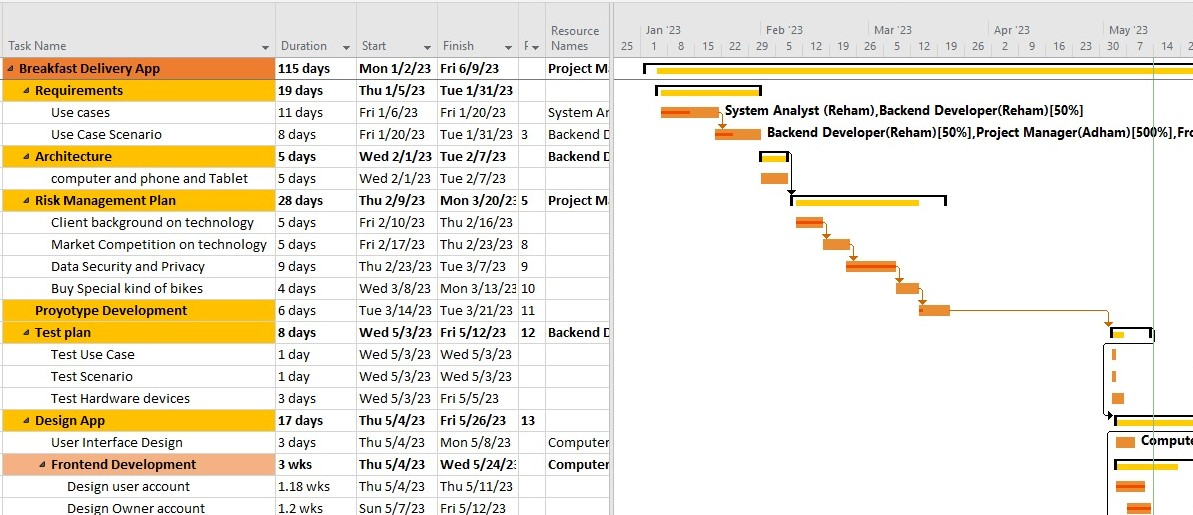 Resource
Jan '23 Feb '23 Mar '23 Apr '23 May '23
Task Name Duration Start Finish F Names 25 1 8 15 22 29 5 12 19 26 5 12 19 26 2 9 16 23 30 7 14
Breakfast Delivery App 115 days Mon 1/2/23 Fri 6/9/23 Project M
Requirements 19 days Thu 1/5/23 Tue 1/31/23
Use cases 11 days Fri 1/6/23 Fri 1/20/23 System An System Analyst (Reham),Backend Developer(Reham)[50%]
Use Case Scenario 8 days Fri 1/20/23 Tue 1/31/23 3 Backend D Backend Developer(Reham)[50%],Project Manager(Adham)[500%],Fro
Architecture 5 days Wed 2/1/23 Tue 2/7/23 Backend D
computer and phone and Tablet 5 days Wed 2/1/23 Tue 2/7/23
Risk Management Plan 28 days Thu 2/9/23 Mon 3/20/23 5 Project M
Client background on technology 5 days Fri 2/10/23 Thu 2/16/23
Market Competition on technology 5 days Fri 2/17/23 Thu 2/23/23 8
Data Security and Privacy 9 days Thu 2/23/23 Tue 3/7/23 9
Buy Special kind of bikes 4 days Wed 3/8/23 Mon 3/13/23 10
Proyotype Development 6 days Tue 3/14/23 Tue 3/21/23 11
Test plan 8 days Wed 5/3/23 Fri 5/12/23 12 Backend D
Test Use Case 1 day Wed 5/3/23 Wed 5/3/23
Test Scenario 1 day Wed 5/3/23 Wed 5/3/23
Test Hardware devices 3 days Wed 5/3/23 Fri 5/5/23
Design App 17 days Thu 5/4/23 Fri 5/26/23 13
User Interface Design 3 days Thu 5/4/23 Mon 5/8/23 Computer Compute
Frontend Development 3 wks Thu 5/4/23 Wed 5/24/23 Computer
Design user account 1.18 wks Thu 5/4/23 Thu 5/11/23
Design Owner account 1.2 wks Sun 5/7/23 Fri 5/12/23